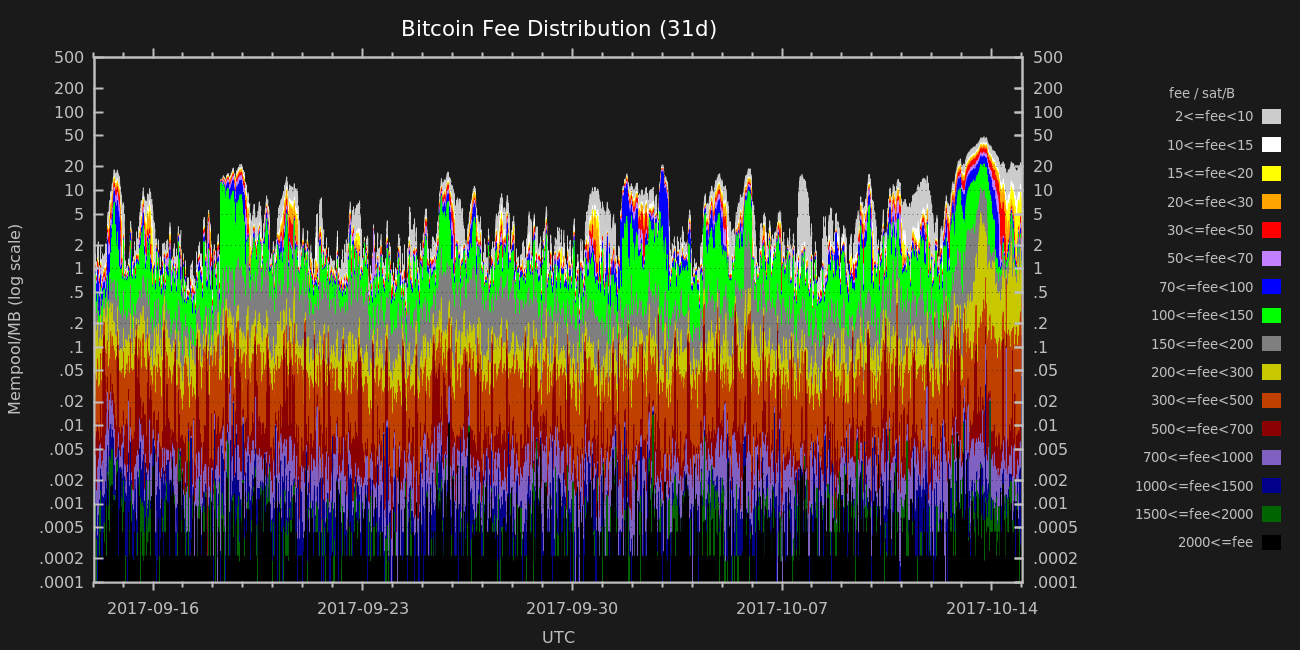 Bitcoin Fee Distribution (31d)
Mempool/MB (log scale)
500
200
100
50
20
10
5
2
1
.5
.2
.1
.05
.02
.01
.005
.002
.001
.0005
.0002
.0001
500
200
100
50
20
10
5
2
1
.5
.2
.1
.05
.02
.01
.005
.002
.001
.0005
.0002
.0001
2017-09-16
2017-09-23
2017-09-30
2017-10-07
2017-10-14
UTC
fee / sat/B
2<=fee<10
10<=fee<15
15<=fee<20
20<=fee<30
30<=fee<50
50<=fee<70
70<=fee<100
100<=fee<150
150<=fee<200
200<=fee<300
300<=fee<500
500<=fee<700
700<=fee<1000
1000<=fee<1500
1500<=fee<2000
2000<=fee